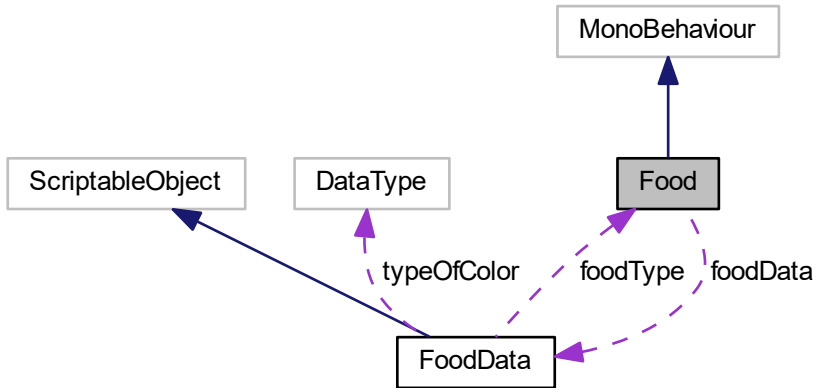 MonoBehaviour
ScriptableObject
DataType
Food
typeOfColor
foodType
foodData
FoodData